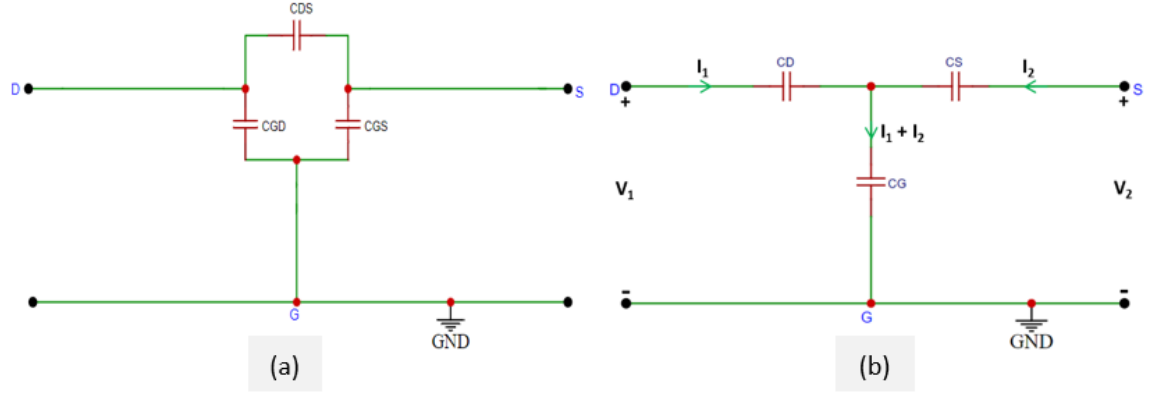 CDS
D
S
CGD
CGS
G
GND
(a)
I₁
CD
CS
I₂
D
S
+
+
I₁ + I₂
V₁
CG
V₂
-
-
G
GND
(b)